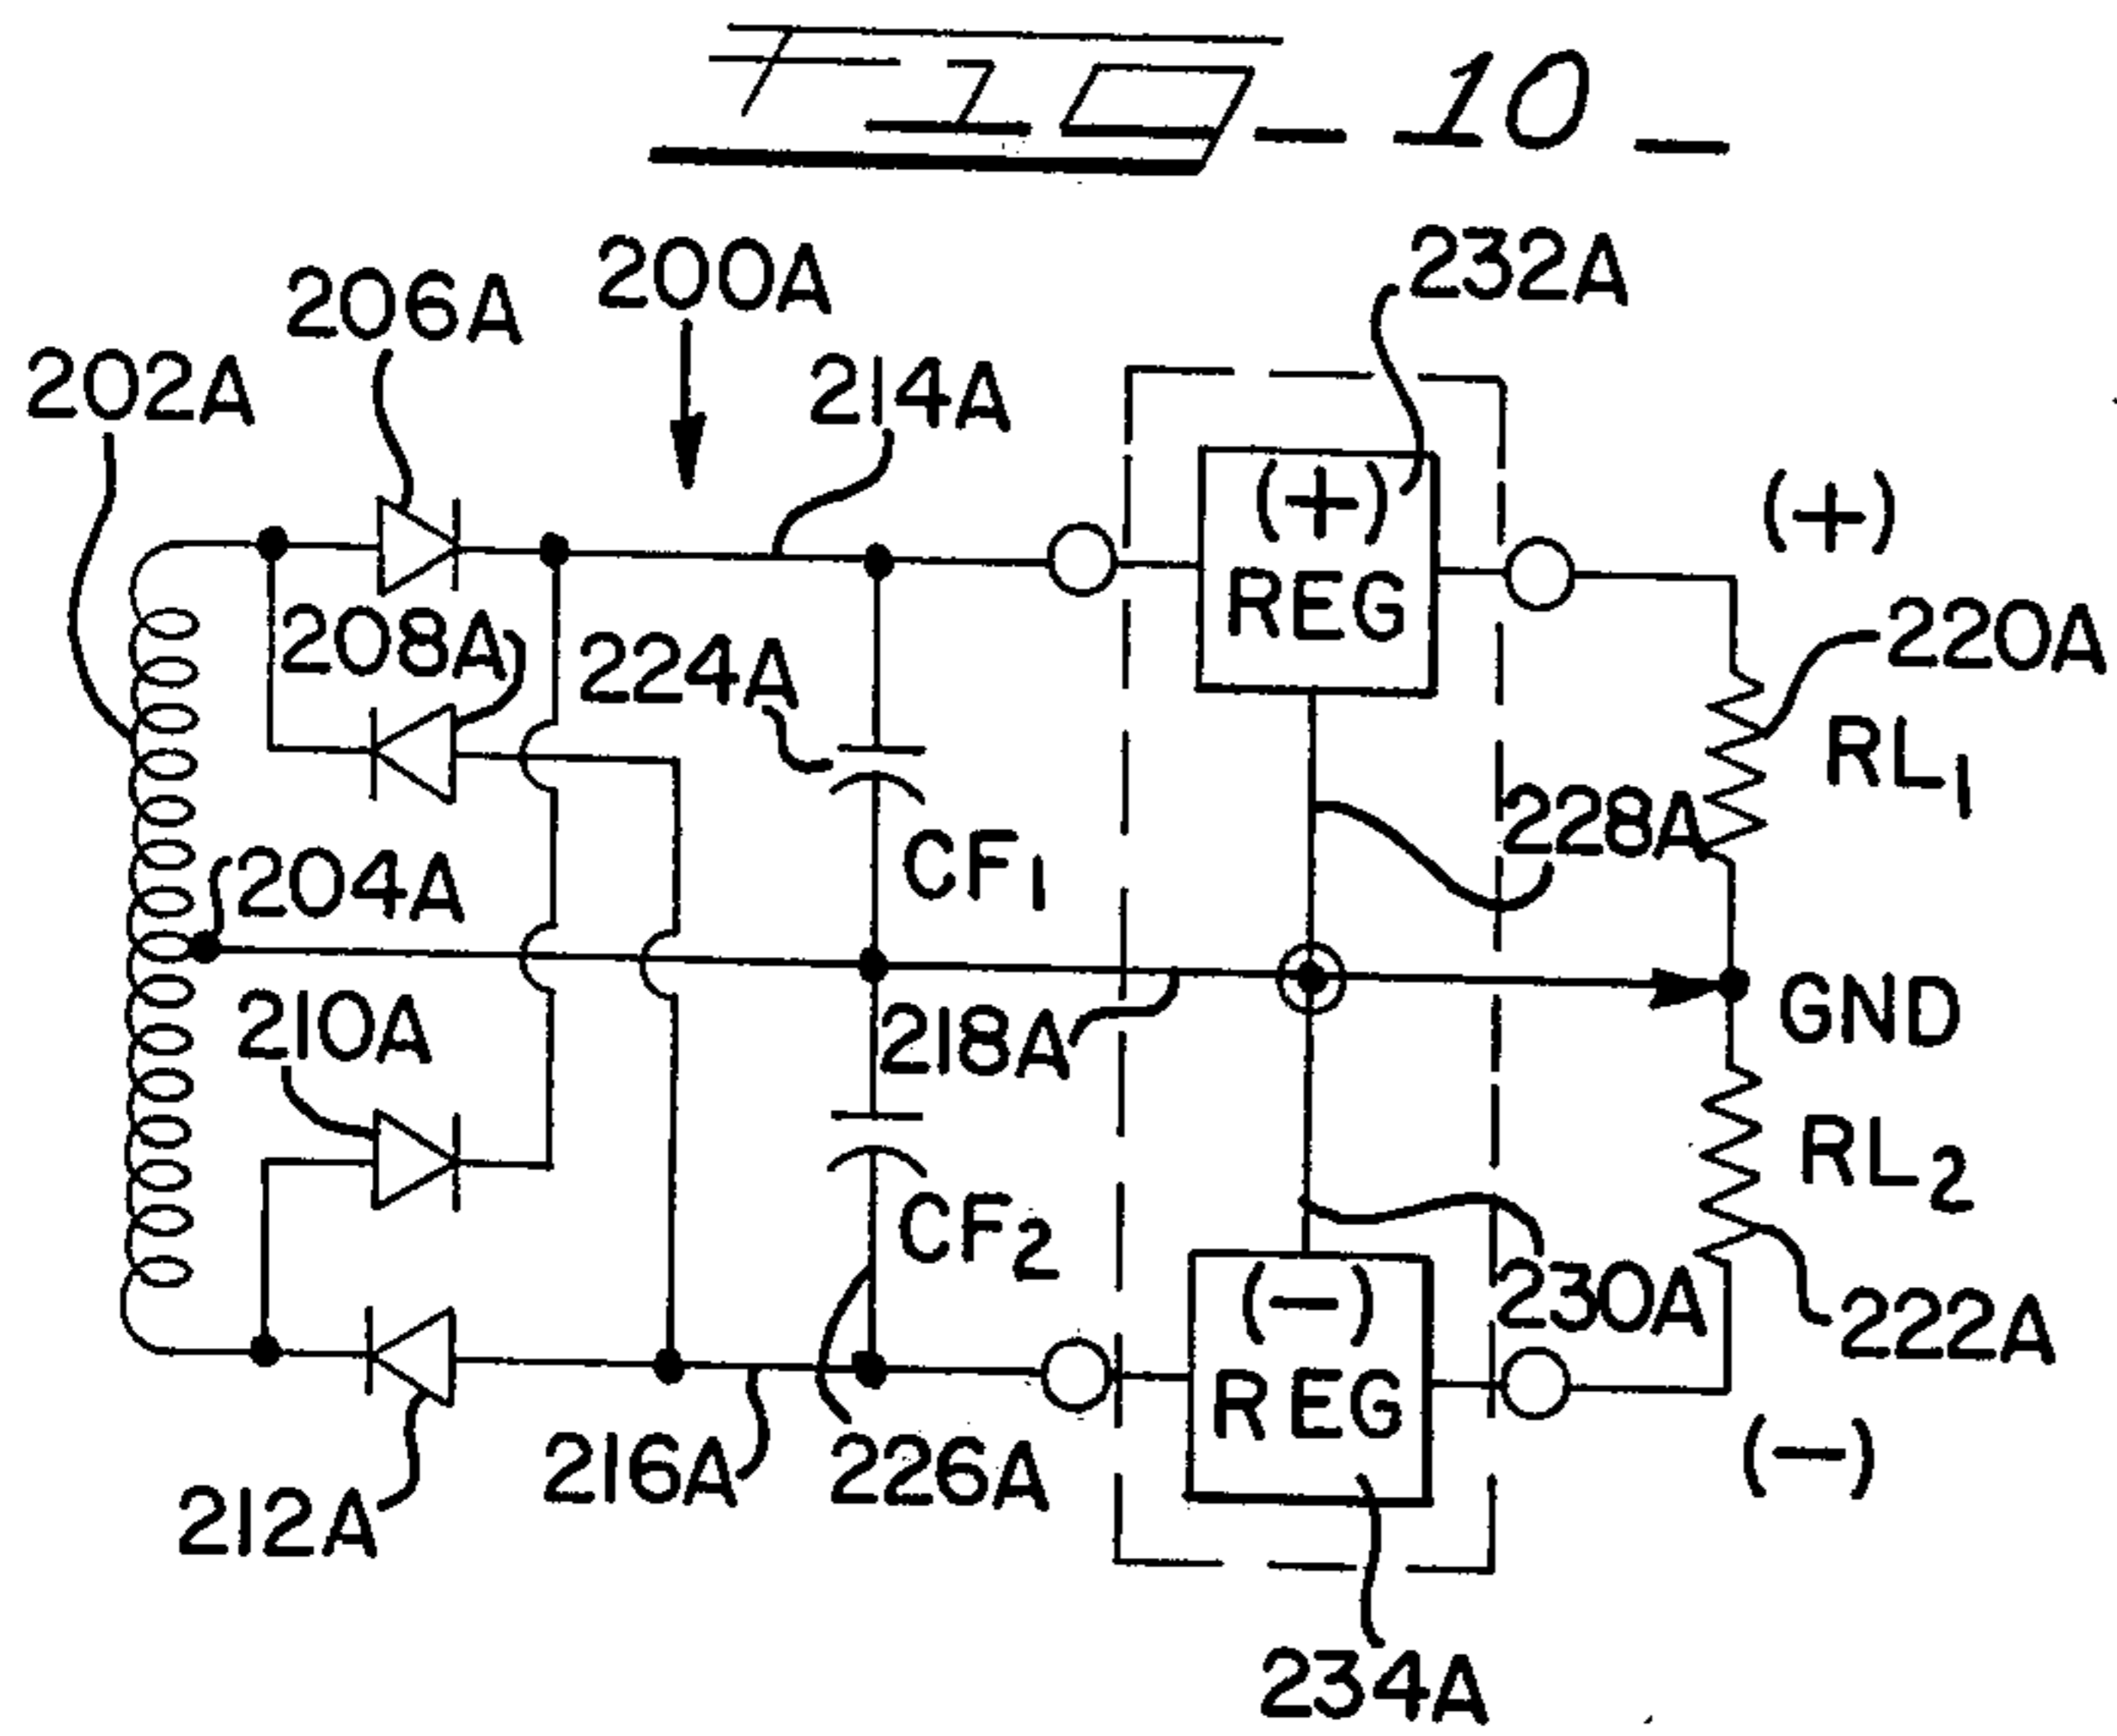 FIG-10-
200A
232A
206A
202A
214A
(+)
REG
(+)
208A
224A
220A
RL1
228A
CF1
204A
218A
GND
210A
RL2
CF2
(-)
REG
230A
222A
216A
226A
(-)
212A
234A